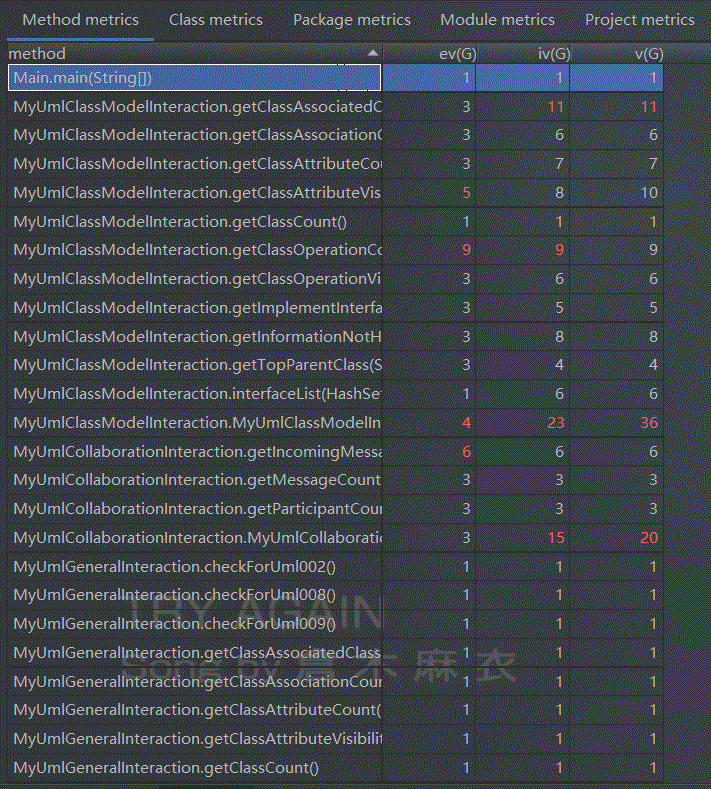 Method metrics Class metrics Package metrics Module metrics Project metrics
method ev(G) iv(G) v(G)
Main.main(String[]) 1 1 1
MyUmlClassModelInteraction.getClassAssociatedC 3 11 11
MyUmlClassModelInteraction.getClassAssociationC 3 6 6
MyUmlClassModelInteraction.getClassAttributeCou 3 7 7
MyUmlClassModelInteraction.getClassAttributeVis 5 8 10
MyUmlClassModelInteraction.getClassCount() 1 1 1
MyUmlClassModelInteraction.getClassOperationCo 9 9 9
MyUmlClassModelInteraction.getClassOperationVi 3 6 6
MyUmlClassModelInteraction.getImplementInterfa 3 5 5
MyUmlClassModelInteraction.getInformationNotH 3 8 8
MyUmlClassModelInteraction.getTopParentClass(S 3 4 4
MyUmlClassModelInteraction.interfaceList(HashSet 1 6 6
MyUmlClassModelInteraction.MyUmlClassModelIn 4 23 36
MyUmlCollaborationInteraction.getIncomingMessa 6 6 6
MyUmlCollaborationInteraction.getMessageCount 3 3 3
MyUmlCollaborationInteraction.getParticipantCour 3 3 3
MyUmlCollaborationInteraction.MyUmlCollaboratio 3 15 20
MyUmlGeneralInteraction.checkForUml002() 1 1 1
MyUmlGeneralInteraction.checkForUml008() 1 1 1
TRY AGAIN
MyUmlGeneralInteraction.checkForUml009() 1 1 1
MyUmlGeneralInteraction.getClassAssociatedClass 1 1 1
Song by 倉木麻衣
MyUmlGeneralInteraction.getClassAssociationCour 1 1 1
MyUmlGeneralInteraction.getClassAttributeCount( 1 1 1
MyUmlGeneralInteraction.getClassAttributeVisibilit 1 1 1
MyUmlGeneralInteraction.getClassCount() 1 1 1